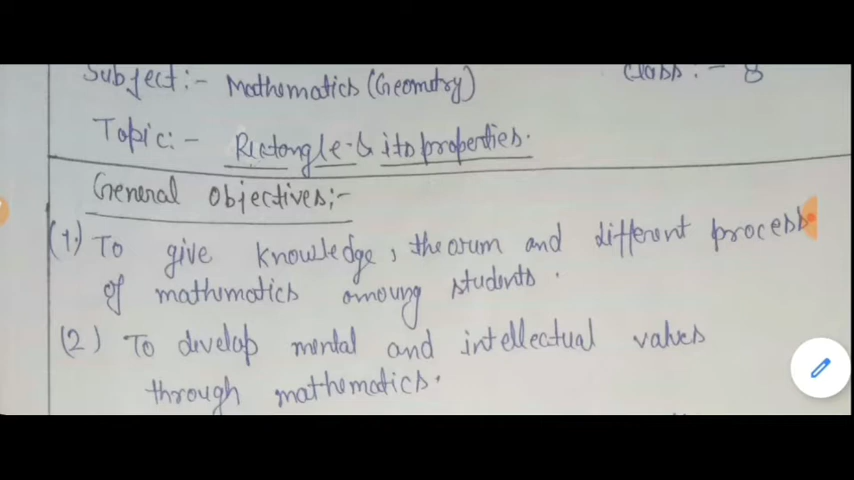 Subject:- Mathematics (Geometry) Class:- 8
Topic:- Rectangle & its properties.
General Objectives:-
(1.) To give knowledge, theorum and different process
of mathematics amoung students.
(2) To develop mental and intellectual values
through mathematics.